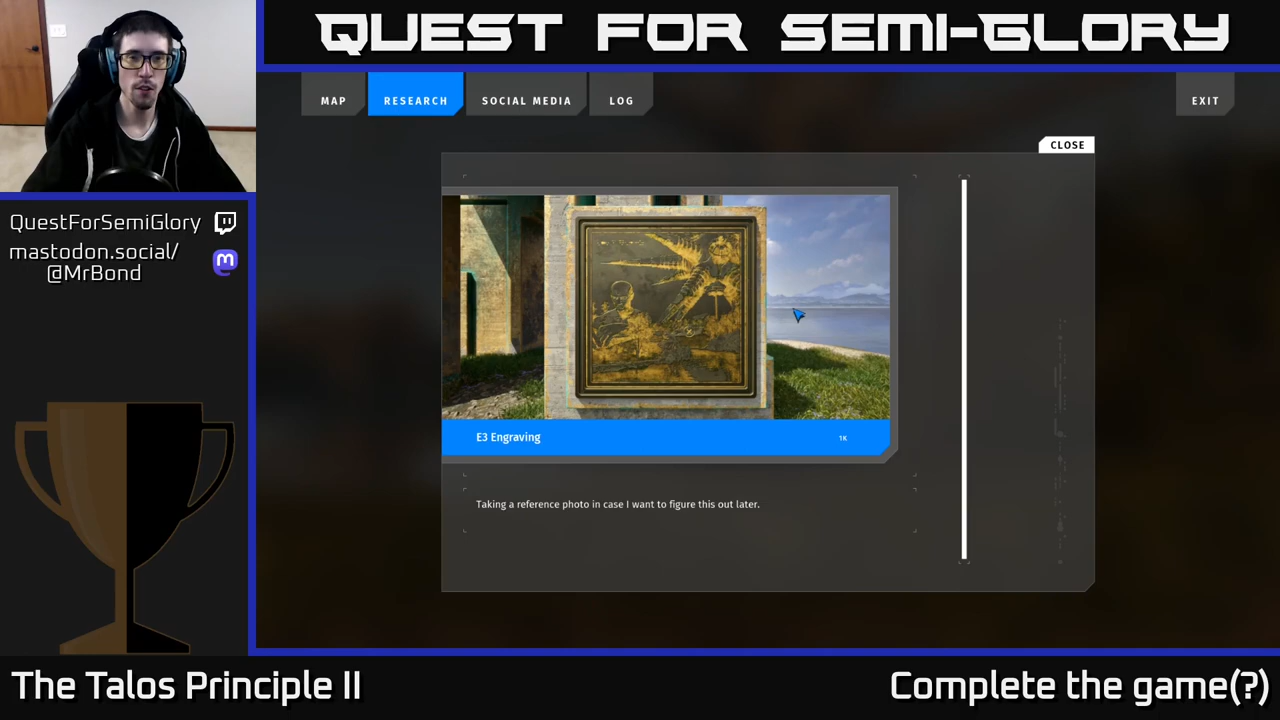 QUEST FOR SEMI-GLORY
MAP
RESEARCH
SOCIAL MEDIA
LOG
EXIT
CLOSE
QuestForSemiGlory
mastodon.social/
@MrBond
E3 Engraving
1K
Taking a reference photo in case I want to figure this out later.
The Talos Principle II
Complete the game(?)